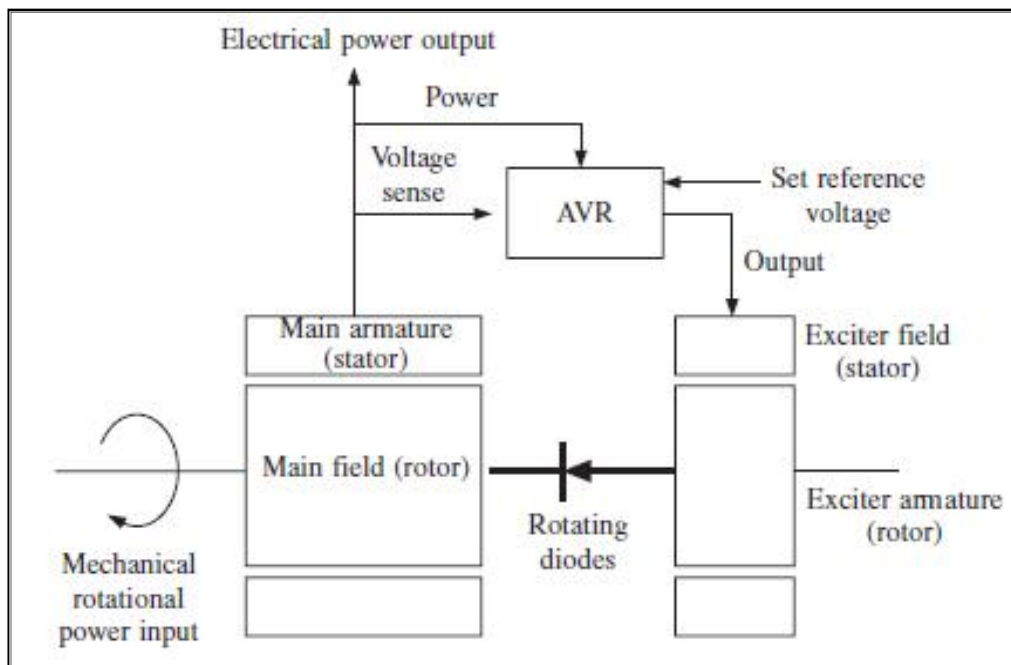 Electrical power output
Power
Voltage
sense
AVR
Set reference
voltage
Output
Main armature
(stator)
Exciter field
(stator)
Main field (rotor)
Rotating
diodes
Exciter armature
(rotor)
Mechanical
rotational
power input